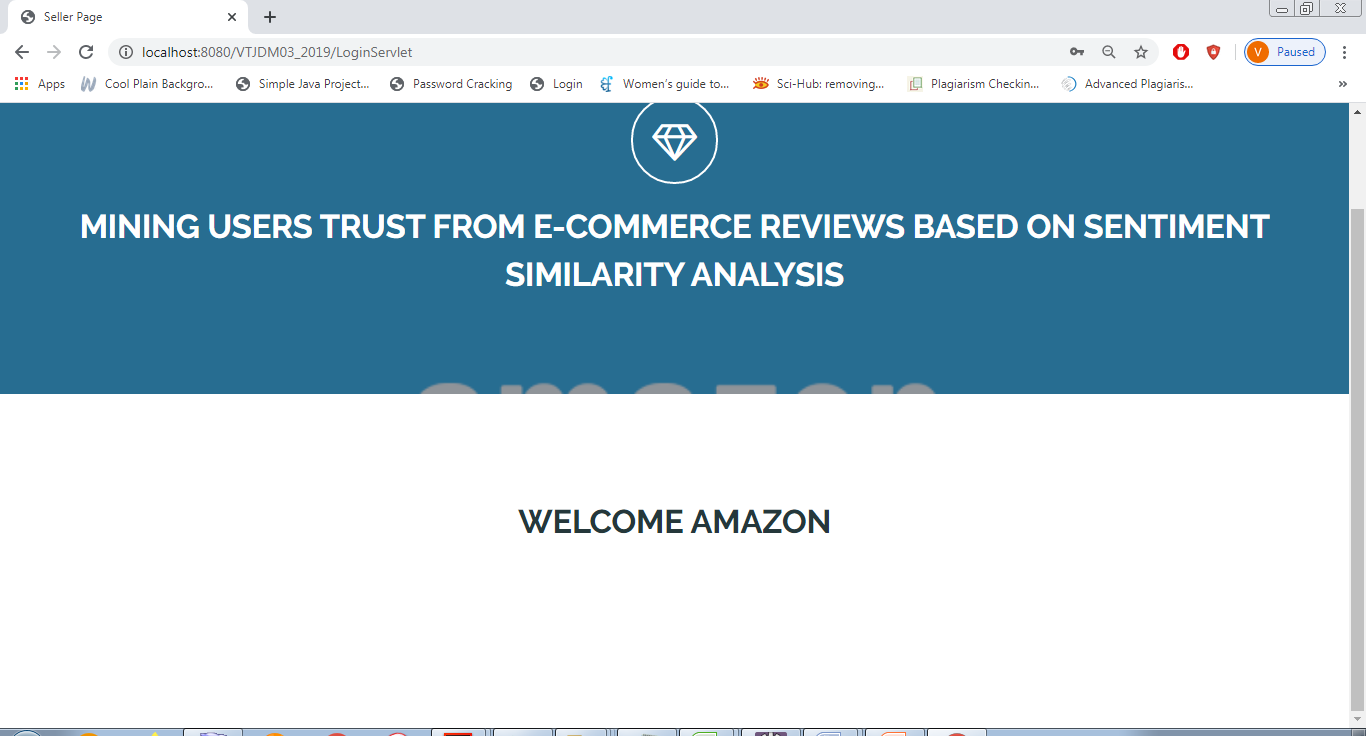 Seller Page
localhost:8080/VTJDM03_2019/LoginServlet
V Paused
Apps Cool Plain Backgro... Simple Java Project... Password Cracking Login Women's guide to... Sci-Hub: removing... Plagiarism Checkin... Advanced Plagiaris... »
MINING USERS TRUST FROM E-COMMERCE REVIEWS BASED ON SENTIMENT
SIMILARITY ANALYSIS
amazon
WELCOME AMAZON